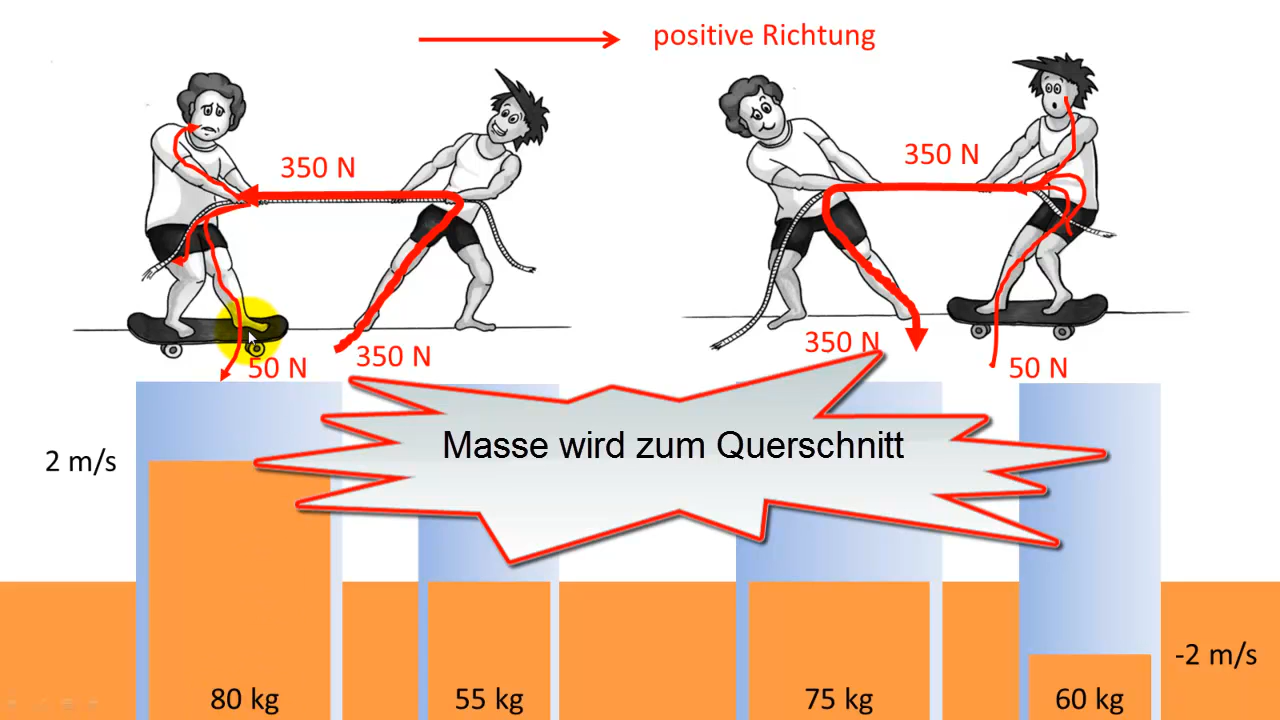 positive Richtung
350 N
350 N
50 N
350 N
350 N
50 N
Masse wird zum Querschnitt
2 m/s
-2 m/s
80 kg
55 kg
75 kg
60 kg